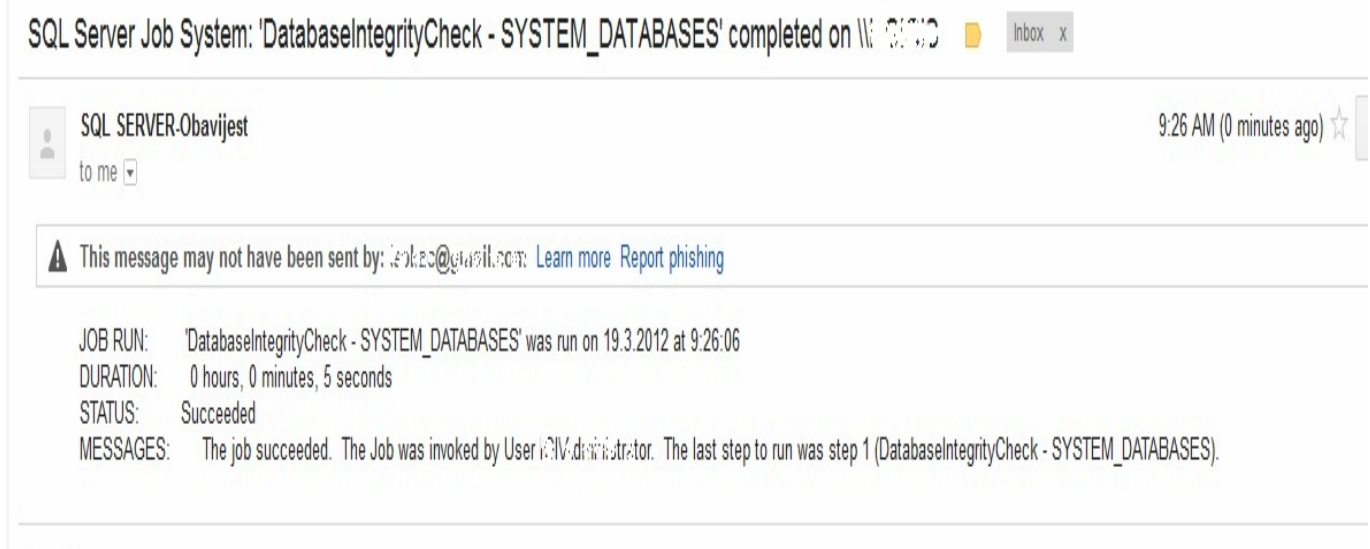 SQL Server Job System: 'DatabaseIntegrityCheck - SYSTEM_DATABASES' completed on \\
Inbox x
SQL SERVER-Obavijest
9:26 AM (0 minutes ago)
to me
This message may not have been sent by: Learn more Report phishing
JOB RUN: 'DatabaseIntegrityCheck - SYSTEM_DATABASES' was run on 19.3.2012 at 9:26:06
DURATION: 0 hours, 0 minutes, 5 seconds
STATUS: Succeeded
MESSAGES: The job succeeded. The Job was invoked by User The last step to run was step 1 (DatabaseIntegrityCheck - SYSTEM_DATABASES).